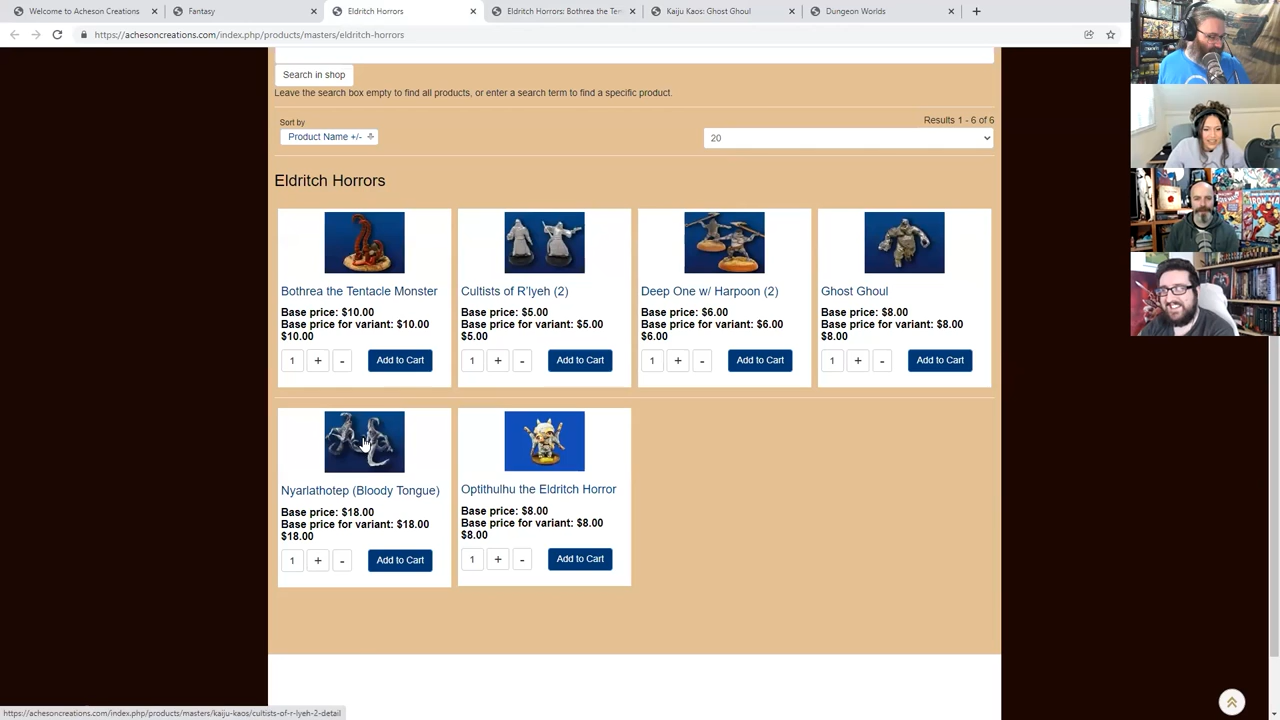 Welcome to Acheson Creations
Fantasy
Eldritch Horrors
Eldritch Horrors: Bothrea the Ten
Kaiju Kaos: Ghost Ghoul
Dungeon Worlds
https://achesoncreations.com/index.php/products/masters/eldritch-horrors
Search in shop
Leave the search box empty to find all products, or enter a search term to find a specific product.
Sort by
Results 1 - 6 of 6
Product Name +/-
20
Eldritch Horrors
Bothrea the Tentacle Monster
Base price: $10.00
Base price for variant: $10.00
$10.00
1 + - Add to Cart
Cultists of R'lyeh (2)
Base price: $5.00
Base price for variant: $5.00
$5.00
1 + - Add to Cart
Deep One w/ Harpoon (2)
Base price: $6.00
Base price for variant: $6.00
$6.00
1 + - Add to Cart
Ghost Ghoul
Base price: $8.00
Base price for variant: $8.00
$8.00
1 + - Add to Cart
Nyarlathotep (Bloody Tongue)
Base price: $18.00
Base price for variant: $18.00
$18.00
1 + - Add to Cart
Optithulhu the Eldritch Horror
Base price: $8.00
Base price for variant: $8.00
$8.00
1 + - Add to Cart
https://achesoncreations.com/index.php/products/masters/kaiju-kaos/cultists-of-r-lyeh-2-detail
IRON MAN